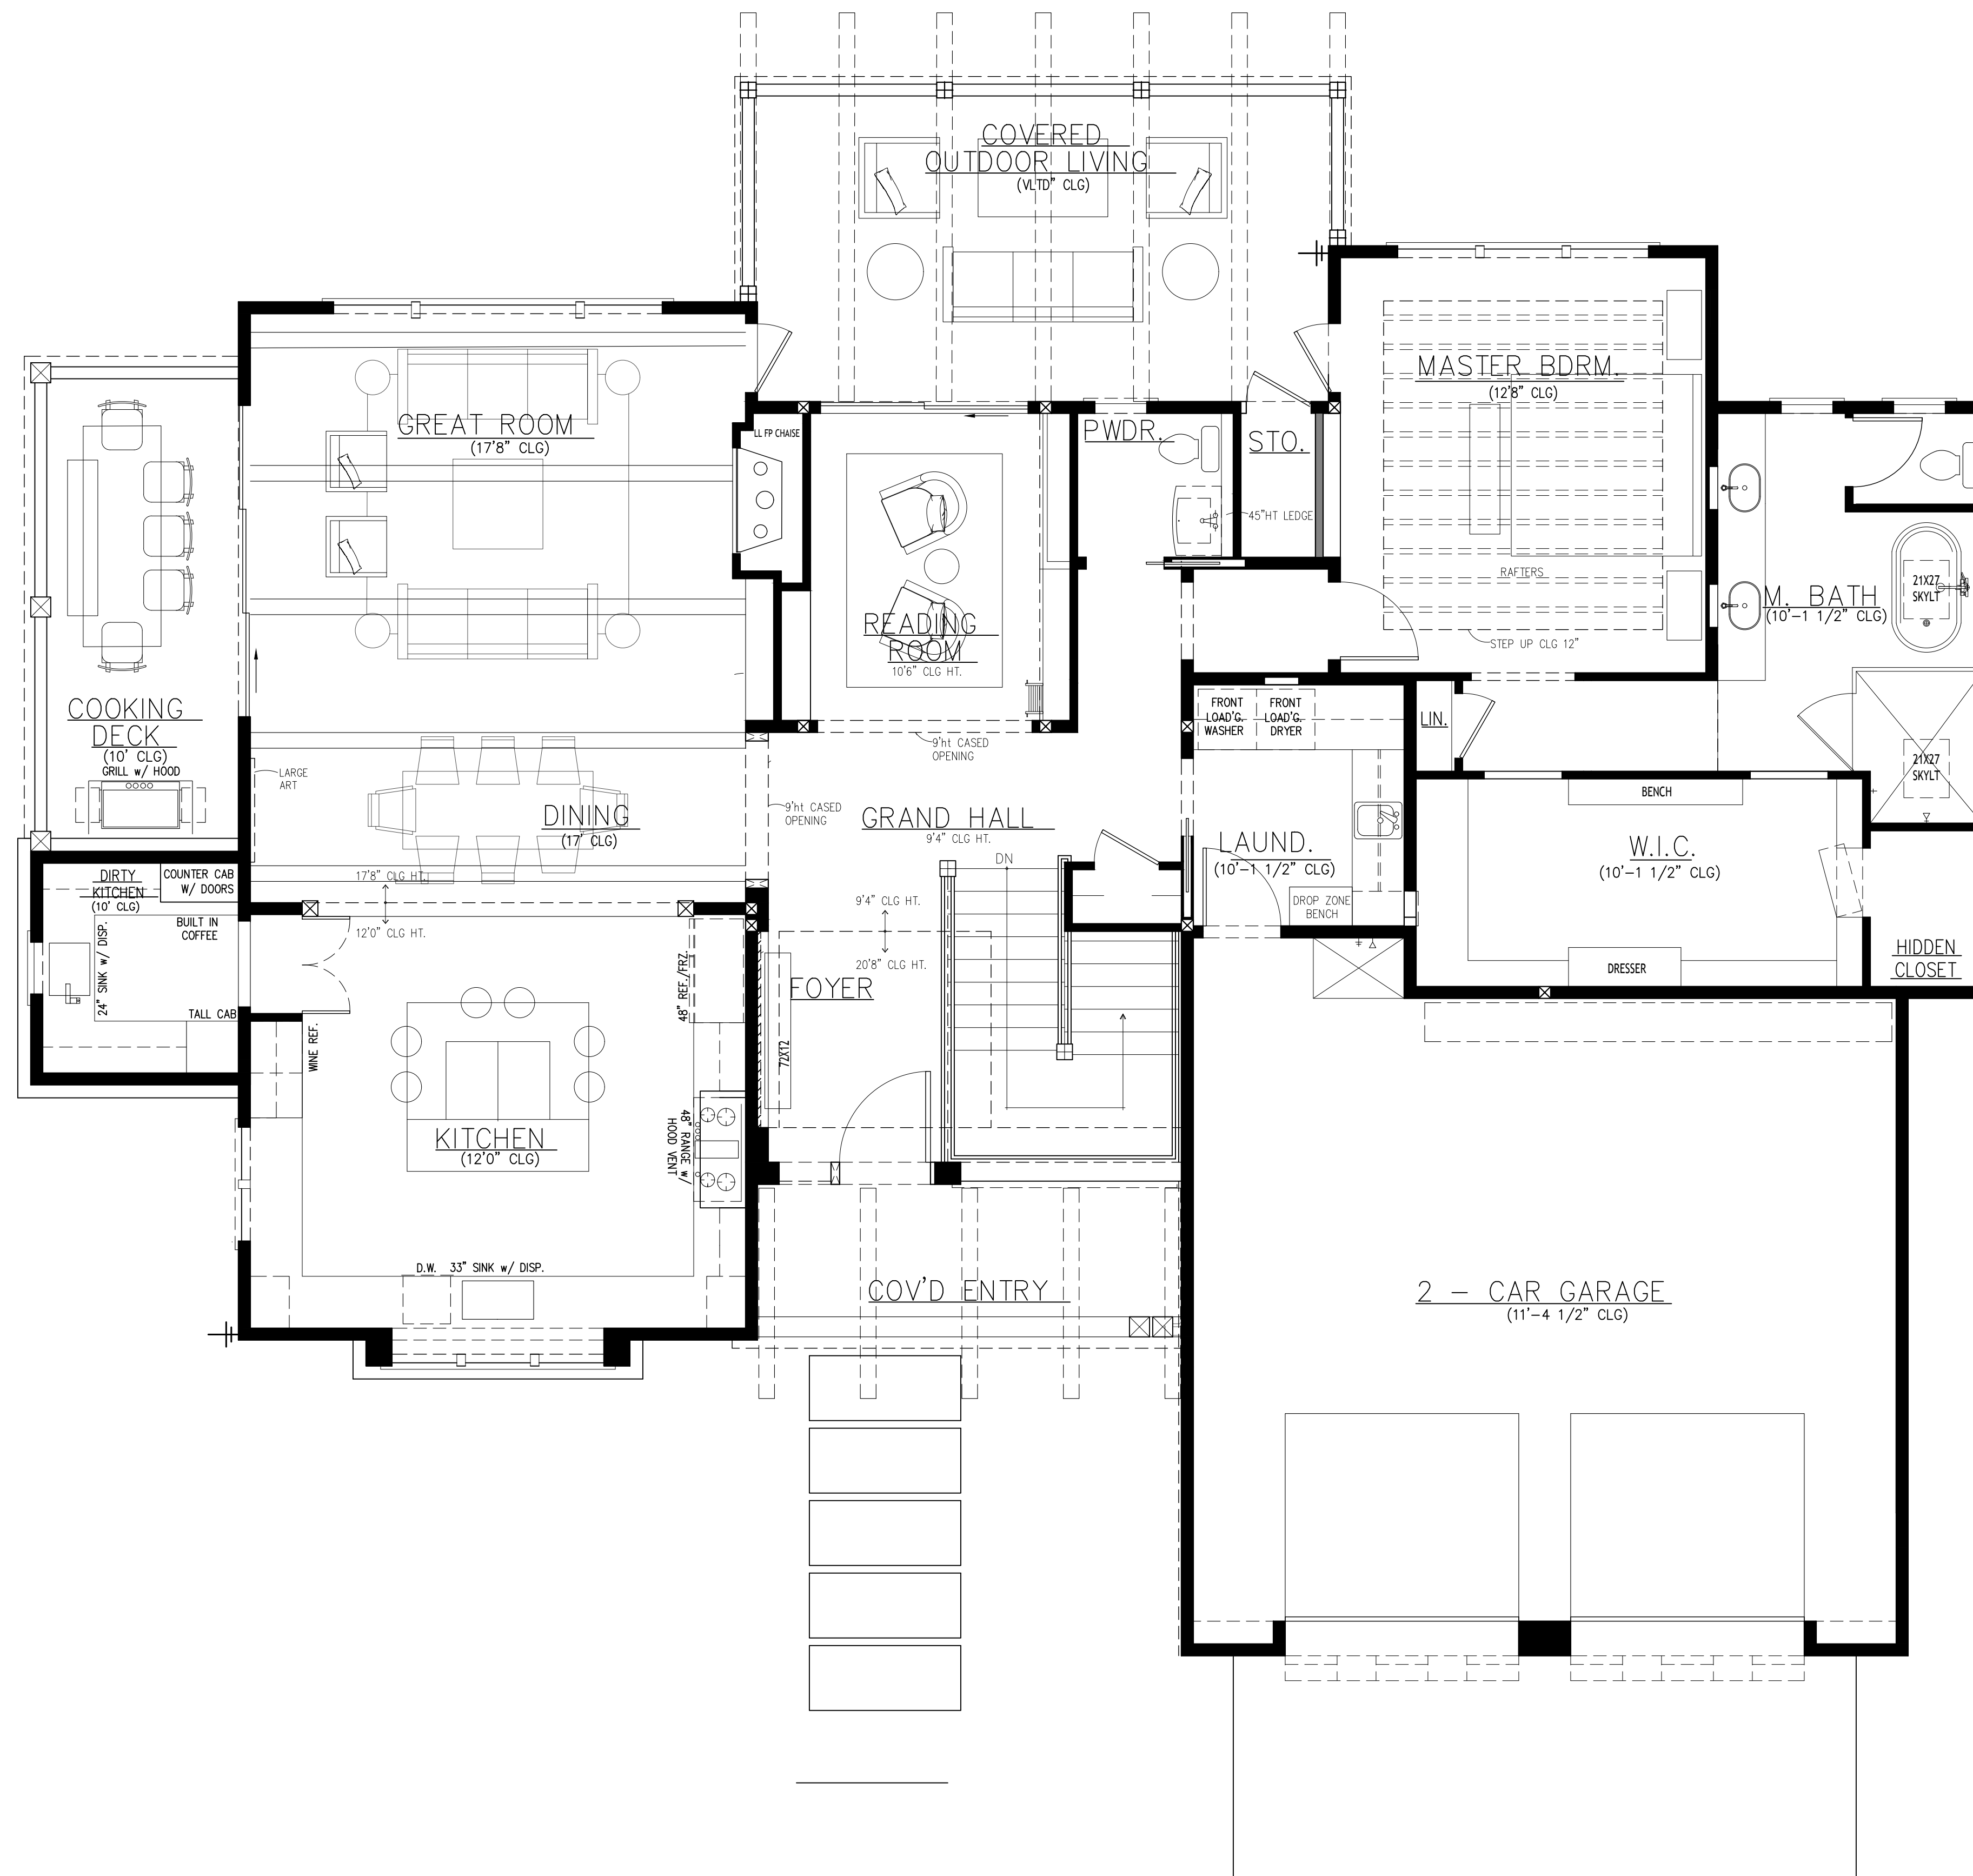 COVERED
OUTDOOR LIVING
(VLTD" CLG)
MASTER BDRM.
(12'8" CLG)
GREAT ROOM
(17'8" CLG)
LL FP CHAISE
PWDR.
STO.
45"HT LEDGE
RAFTERS
STEP UP CLG 12"
21X27
SKYLT
M. BATH
(10'-1 1/2" CLG)
READING
ROOM
10'6" CLG HT.
COOKING
DECK
(10' CLG)
GRILL w/ HOOD
LARGE
ART
DINING
(17' CLG)
9'ht CASED
OPENING
9'ht CASED
OPENING
GRAND HALL
9'4" CLG HT.
FRONT
LOAD'G.
WASHER
FRONT
LOAD'G.
DRYER
LIN.
21X27
SKYLT
BENCH
W.I.C.
(10'-1 1/2" CLG)
DRESSER
HIDDEN
CLOSET
LAUND.
(10'-1 1/2" CLG)
DROP ZONE
BENCH
DN
DIRTY
KITCHEN
(10' CLG)
COUNTER CAB
W/ DOORS
BUILT IN
COFFEE
24" SINK w/ DISP.
TALL CAB
WINE REF.
17'8" CLG HT.
12'0" CLG HT.
48" REF./FRZ.
9'4" CLG HT.
20'8" CLG HT.
FOYER
72X12
KITCHEN
(12'0" CLG)
48" RANGE w/
HOOD VENT
D.W.
33" SINK w/ DISP.
COV'D ENTRY
2 - CAR GARAGE
(11'-4 1/2" CLG)